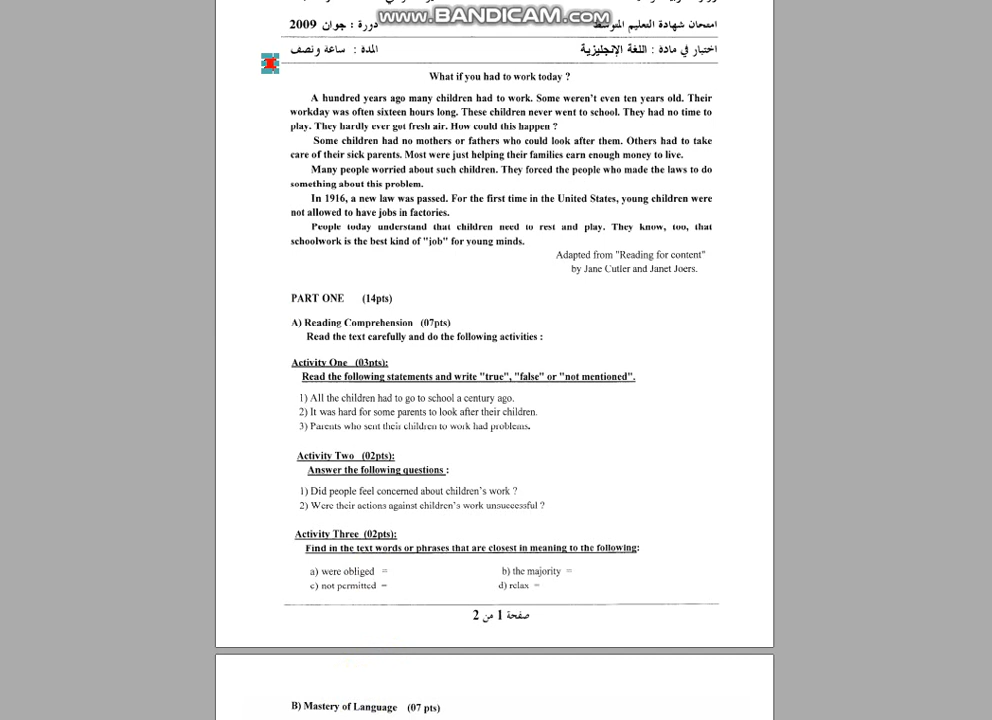 www.BANDICAM.com
امتحان شهادة التعليم المتوسط
دورة : جوان 2009
اختبار في مادة : اللغة الإنجليزية
المدة : ساعة ونصف
What if you had to work today ?
A hundred years ago many children had to work. Some weren't even ten years old. Their
workday was often sixteen hours long. These children never went to school. They had no time to
play. They hardly ever got fresh air. How could this happen ?
Some children had no mothers or fathers who could look after them. Others had to take
care of their sick parents. Most were just helping their families earn enough money to live.
Many people worried about such children. They forced the people who made the laws to do
something about this problem.
In 1916, a new law was passed. For the first time in the United States, young children were
not allowed to have jobs in factories.
People today understand that children need to rest and play. They know, too, that
schoolwork is the best kind of "job" for young minds.
Adapted from "Reading for content"
by Jane Cutler and Janet Joers.
PART ONE (14pts)
A) Reading Comprehension (07pts)
Read the text carefully and do the following activities :
Activity One (03pts):
Read the following statements and write "true", "false" or "not mentioned".
1) All the children had to go to school a century ago.
2) It was hard for some parents to look after their children.
3) Parents who sent their children to work had problems.
Activity Two (02pts):
Answer the following questions :
1) Did people feel concerned about children's work ?
2) Were their actions against children's work unsuccessful ?
Activity Three (02pts):
Find in the text words or phrases that are closest in meaning to the following:
a) were obliged = b) the majority =
c) not permitted = d) relax =
صفحة 1 من 2
B) Mastery of Language (07 pts)